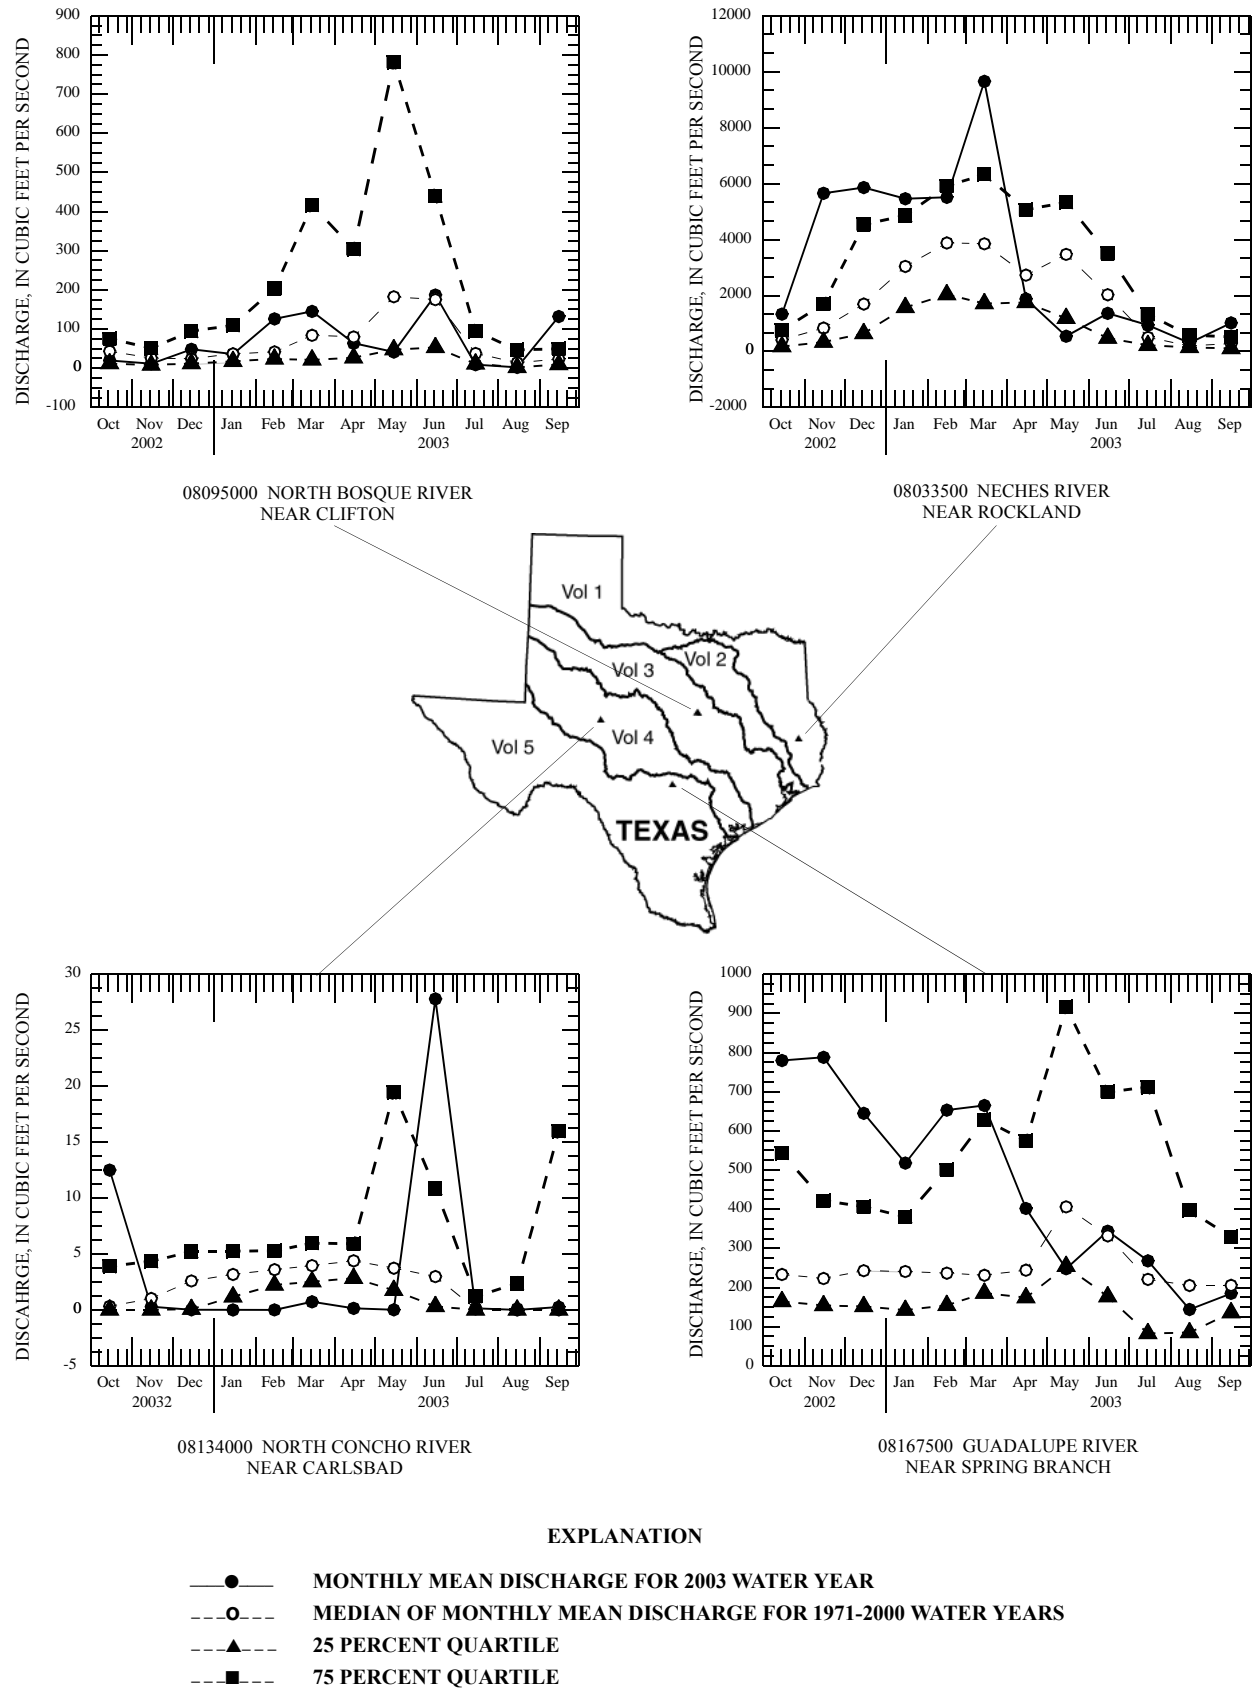 DISCHARGE, IN CUBIC FEET PER SECOND
900
800
700
600
500
400
300
200
100
0
-100
Oct Nov Dec Jan Feb Mar Apr May Jun Jul Aug Sep
2002 2003
08095000 NORTH BOSQUE RIVER
NEAR CLIFTON
DISCHARGE, IN CUBIC FEET PER SECOND
12000
10000
8000
6000
4000
2000
0
-2000
Oct Nov Dec Jan Feb Mar Apr May Jun Jul Aug Sep
2002 2003
08033500 NECHES RIVER
NEAR ROCKLAND
Vol 1
Vol 2
Vol 3
Vol 4
Vol 5
TEXAS
DISCAHRGE, IN CUBIC FEET PER SECOND
30
25
20
15
10
5
0
-5
Oct Nov Dec Jan Feb Mar Apr May Jun Jul Aug Sep
20032 2003
08134000 NORTH CONCHO RIVER
NEAR CARLSBAD
DISCHARGE, IN CUBIC FEET PER SECOND
1000
900
800
700
600
500
400
300
200
100
0
Oct Nov Dec Jan Feb Mar Apr May Jun Jul Aug Sep
2002 2003
08167500 GUADALUPE RIVER
NEAR SPRING BRANCH
EXPLANATION
MONTHLY MEAN DISCHARGE FOR 2003 WATER YEAR
MEDIAN OF MONTHLY MEAN DISCHARGE FOR 1971-2000 WATER YEARS
25 PERCENT QUARTILE
75 PERCENT QUARTILE